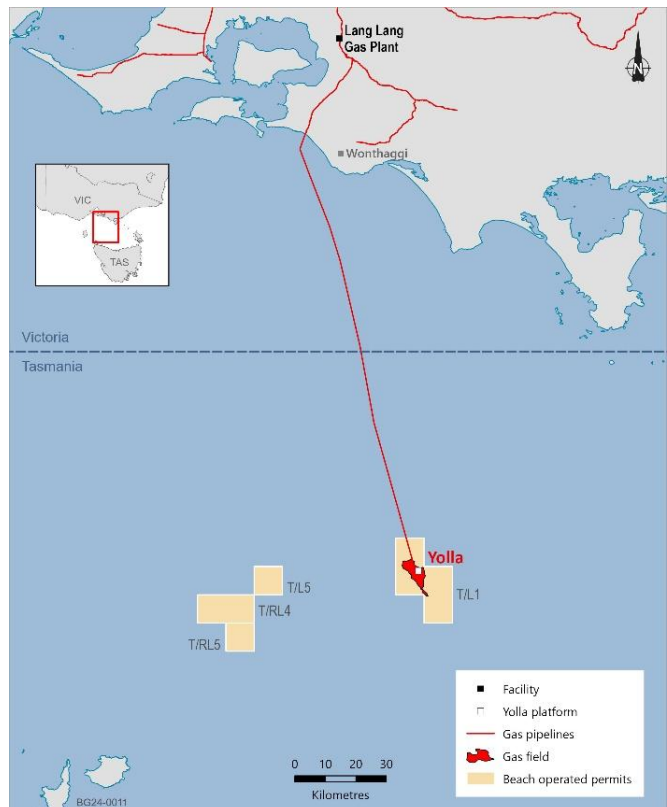 Lang Lang
Gas Plant
N
Wonthaggi
VIC
TAS
Victoria
Tasmania
Yolla
T/L5
T/RL4
T/L1
T/RL5
Facility
Yolla platform
Gas pipelines
Gas field
Beach operated permits
0 10 20 30
Kilometres
BG24-0011